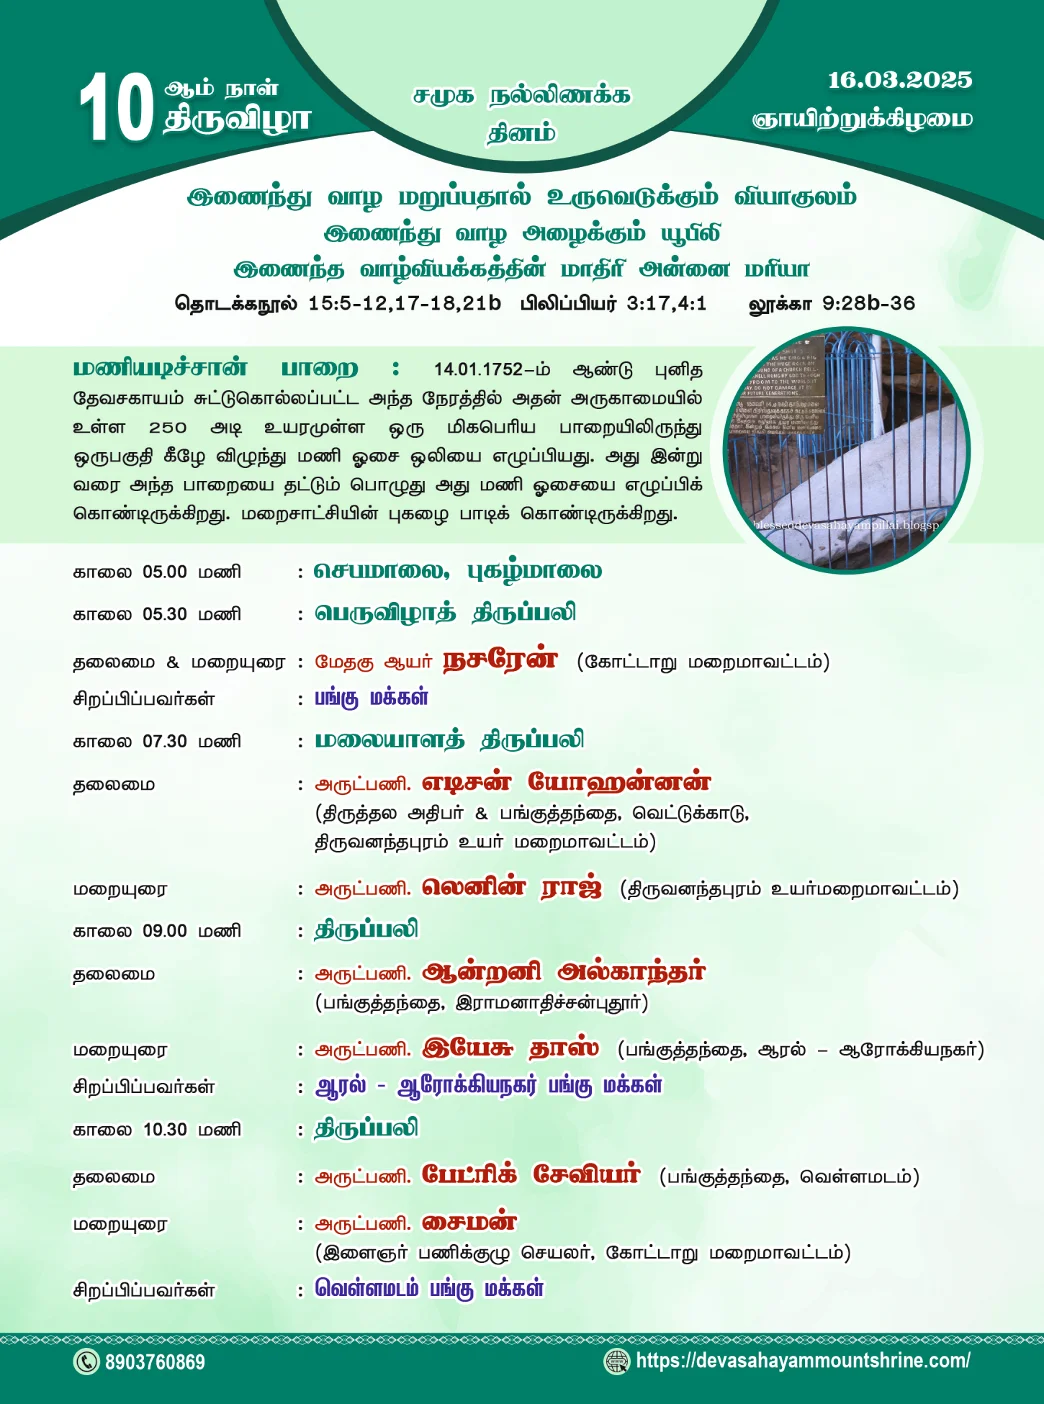 10 ஆம் நாள்
திருவிழா
சமூக நல்லிணக்க
தினம்
16.03.2025
ஞாயிற்றுக்கிழமை
இணைந்து வாழ மறுப்பதால் உருவெடுக்கும் வியாகுலம்
இணைந்து வாழ அழைக்கும் யூபிலி
இணைந்த வாழ்வியக்கத்தின் மாதிரி அன்னை மரியா
தொடக்கநூல் 15:5-12,17-18,21b பிலிப்பியர் 3:17,4:1 லூக்கா 9:28b-36
மணியடிச்சான் பாறை : 14.01.1752-ம் ஆண்டு புனித
தேவசகாயம் சுட்டுகொல்லப்பட்ட அந்த நேரத்தில் அதன் அருகாமையில்
உள்ள 250 அடி உயரமுள்ள ஒரு மிகபெரிய பாறையிலிருந்து
ஒருபகுதி கீழே விழுந்து மணி ஓசை ஒலியை எழுப்பியது. அது இன்று
வரை அந்த பாறையை தட்டும் பொழுது அது மணி ஓசையை எழுப்பிக்
கொண்டிருக்கிறது. மறைசாட்சியின் புகழை பாடிக் கொண்டிருக்கிறது.
blesseddevasahayampillai.blogsp
காலை 05.00 மணி : செபமாலை, புகழ்மாலை
காலை 05.30 மணி : பெருவிழாத் திருப்பலி
தலைமை & மறையுரை : மேதகு ஆயர் நசரேன் (கோட்டாறு மறைமாவட்டம்)
சிறப்பிப்பவர்கள் : பங்கு மக்கள்
காலை 07.30 மணி : மலையாளத் திருப்பலி
தலைமை : அருட்பணி. எடிசன் யோஹன்னன்
(திருத்தல அதிபர் & பங்குத்தந்தை, வெட்டுக்காடு,
திருவனந்தபுரம் உயர் மறைமாவட்டம்)
மறையுரை : அருட்பணி. லெனின் ராஜ் (திருவனந்தபுரம் உயர்மறைமாவட்டம்)
காலை 09.00 மணி : திருப்பலி
தலைமை : அருட்பணி. ஆன்றனி அல்காந்தர்
(பங்குத்தந்தை, இராமனாதிச்சன்புதூர்)
மறையுரை : அருட்பணி. இயேசு தாஸ் (பங்குத்தந்தை, ஆரல் – ஆரோக்கியநகர்)
சிறப்பிப்பவர்கள் : ஆரல் - ஆரோக்கியநகர் பங்கு மக்கள்
காலை 10.30 மணி : திருப்பலி
தலைமை : அருட்பணி. பேட்ரிக் சேவியர் (பங்குத்தந்தை, வெள்ளமடம்)
மறையுரை : அருட்பணி. சைமன்
(இளைஞர் பணிக்குழு செயலர், கோட்டாறு மறைமாவட்டம்)
சிறப்பிப்பவர்கள் : வெள்ளமடம் பங்கு மக்கள்
8903760869
https://devasahayammountshrine.com/